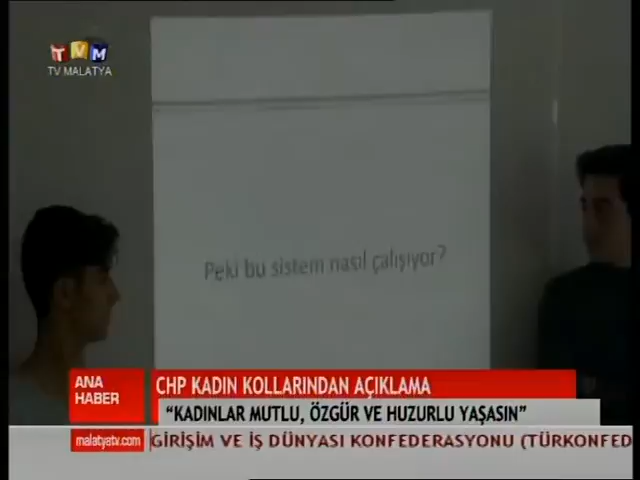 TVM
TV MALATYA
Peki bu sistem nasıl çalışıyor?
ANA
HABER
CHP KADIN KOLLARINDAN AÇIKLAMA
“KADINLAR MUTLU, ÖZGÜR VE HUZURLU YAŞASIN”
malatyatv.com
GİRİŞİM VE İŞ DÜNYASI KONFEDERASYONU (TÜRKONFED